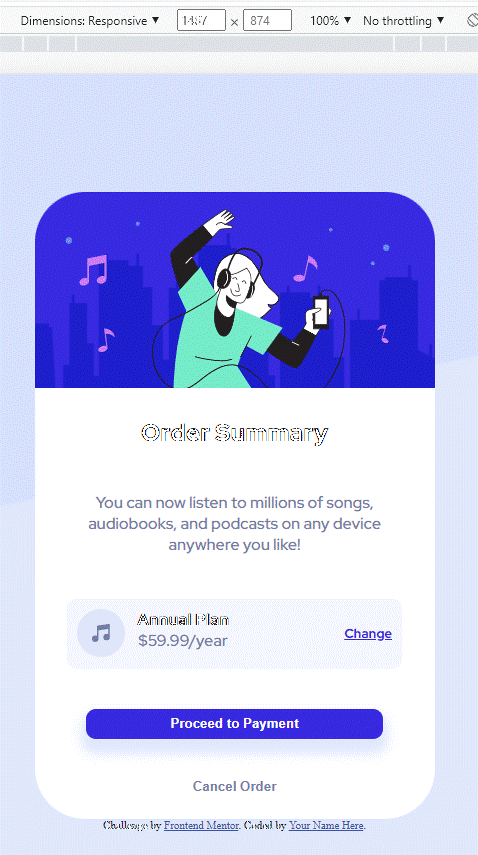 Dimensions: Responsive ▼ × 874 100% ▼ No throttling ▼
Order Summary
You can now listen to millions of songs,
audiobooks, and podcasts on any device
anywhere you like!
Annual Plan
$59.99/year
Change
Proceed to Payment
Cancel Order
Challenge by Frontend Mentor. Coded by Your Name Here.